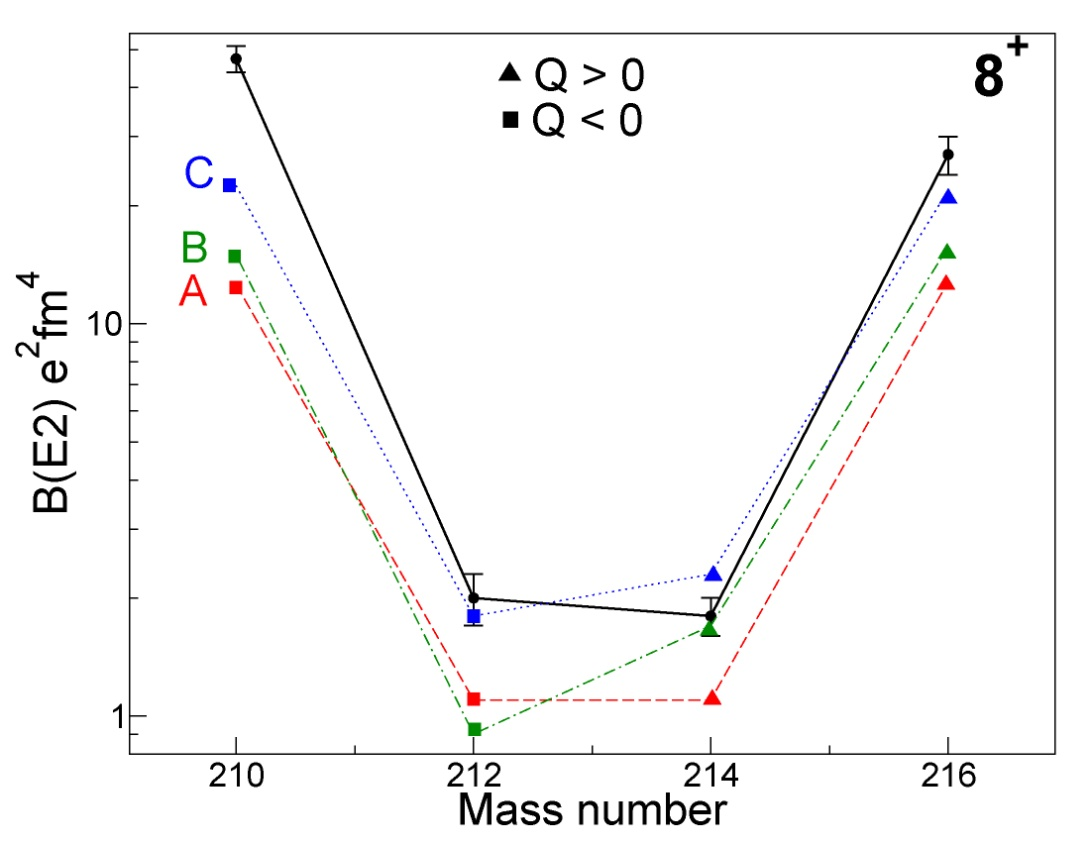 8⁺
▲ Q > 0
■ Q < 0
C
B
A
10
1
B(E2) e²fm⁴
210 212 214 216
Mass number